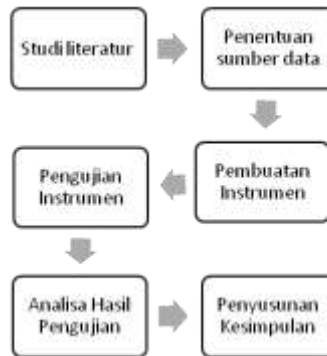 Studi literatur
Penentuan
sumber data
Pembuatan
Instrumen
Pengujian
Instrumen
Analisa Hasil
Pengujian
Penyusunan
Kesimpulan